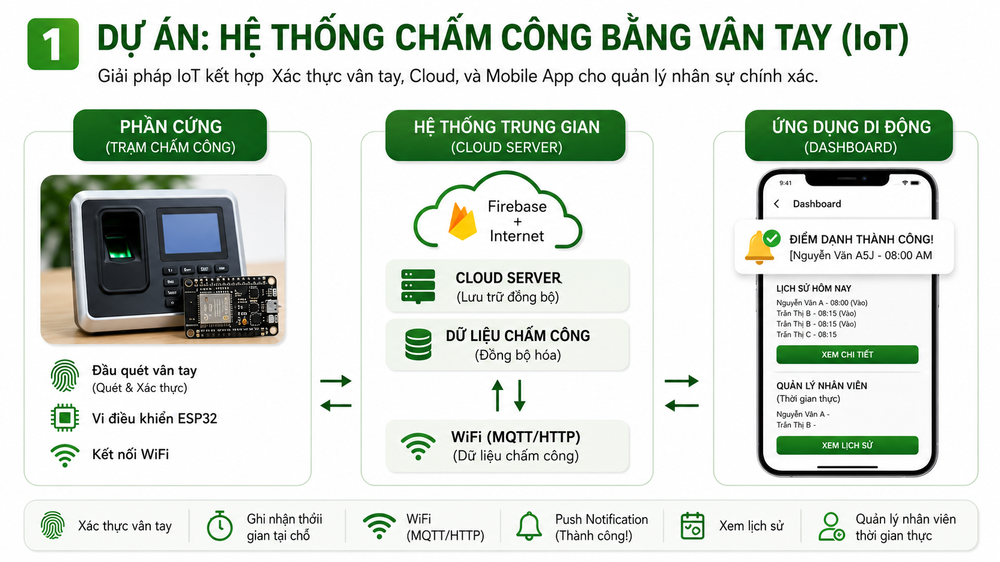 1
DỰ ÁN: HỆ THỐNG CHẤM CÔNG BẰNG VÂN TAY (IoT)
Giải pháp IoT kết hợp Xác thực vân tay, Cloud, và Mobile App cho quản lý nhân sự chính xác.
PHẦN CỨNG
(TRẠM CHẤM CÔNG)
Đầu quét vân tay
(Quét & Xác thực)
Vi điều khiển ESP32
Kết nối WiFi
HỆ THỐNG TRUNG GIAN
(CLOUD SERVER)
Firebase
+
Internet
CLOUD SERVER
(Lưu trữ đồng bộ)
DỮ LIỆU CHẤM CÔNG
(Đồng bộ hóa)
WiFi (MQTT/HTTP)
(Dữ liệu chấm công)
ỨNG DỤNG DI ĐỘNG
(DASHBOARD)
9:41
Dashboard
ĐIỂM DẠNH THÀNH CÔNG!
[Nguyễn Văn A5J - 08:00 AM
LỊCH SỬ HÔM NAY
Nguyễn Vân A - 08:00 (Vào)
Trần Thị B - 08:15 (Vào)
Trần Thị B - 08:15 (Vào)
Trần Thị C - 08:15
XEM CHI TIẾT
QUẢN LÝ NHÂN VIÊN
(Thời gian thực)
Nguyễn Vân A -
Trần Thị B -
XEM LỊCH SỬ
Xác thực vân tay
Ghi nhận thờii
gian tại chỗ
WiFi
(MQTT/HTTP)
Push Notification
(Thành công!)
Xem lịch sử
Quản lý nhân viên
thời gian thực